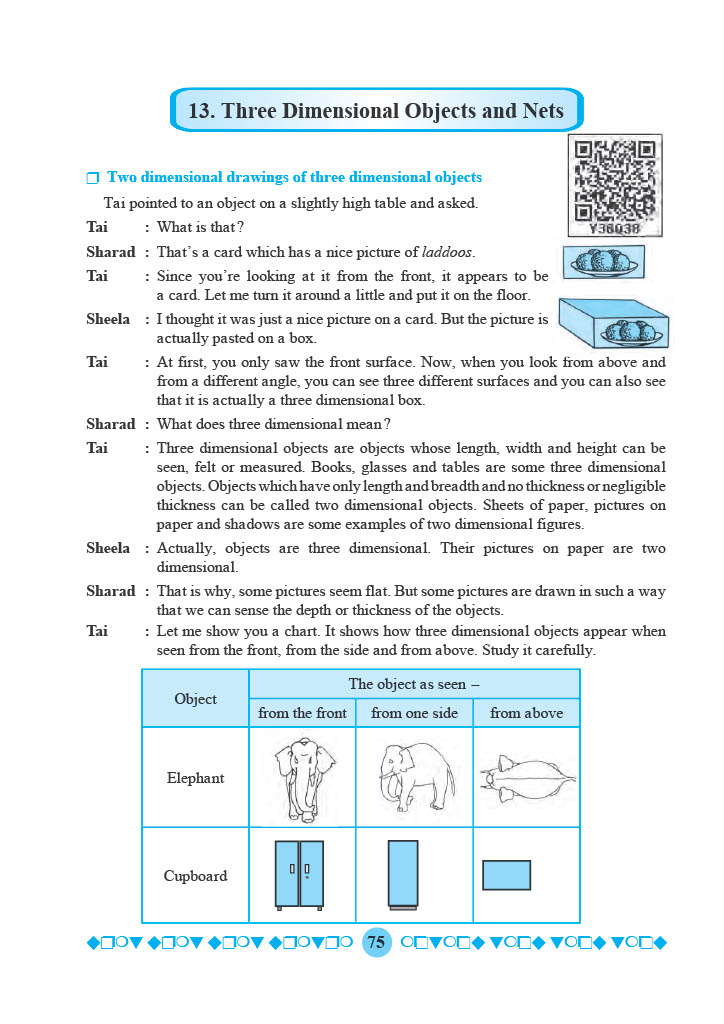 13. Three Dimensional Objects and Nets
Two dimensional drawings of three dimensional objects
Tai pointed to an object on a slightly high table and asked.
Y36Q38
Tai : What is that?
Sharad : That's a card which has a nice picture of laddoos.
Tai : Since you're looking at it from the front, it appears to be
a card. Let me turn it around a little and put it on the floor.
Sheela : I thought it was just a nice picture on a card. But the picture is
actually pasted on a box.
Tai : At first, you only saw the front surface. Now, when you look from above and
from a different angle, you can see three different surfaces and you can also see
that it is actually a three dimensional box.
Sharad : What does three dimensional mean?
Tai : Three dimensional objects are objects whose length, width and height can be
seen, felt or measured. Books, glasses and tables are some three dimensional
objects. Objects which have only length and breadth and no thickness or negligible
thickness can be called two dimensional objects. Sheets of paper, pictures on
paper and shadows are some examples of two dimensional figures.
Sheela : Actually, objects are three dimensional. Their pictures on paper are two
dimensional.
Sharad : That is why, some pictures seem flat. But some pictures are drawn in such a way
that we can sense the depth or thickness of the objects.
Tai : Let me show you a chart. It shows how three dimensional objects appear when
seen from the front, from the side and from above. Study it carefully.
Object
The object as seen –
from the front from one side from above
Elephant
Cupboard
75